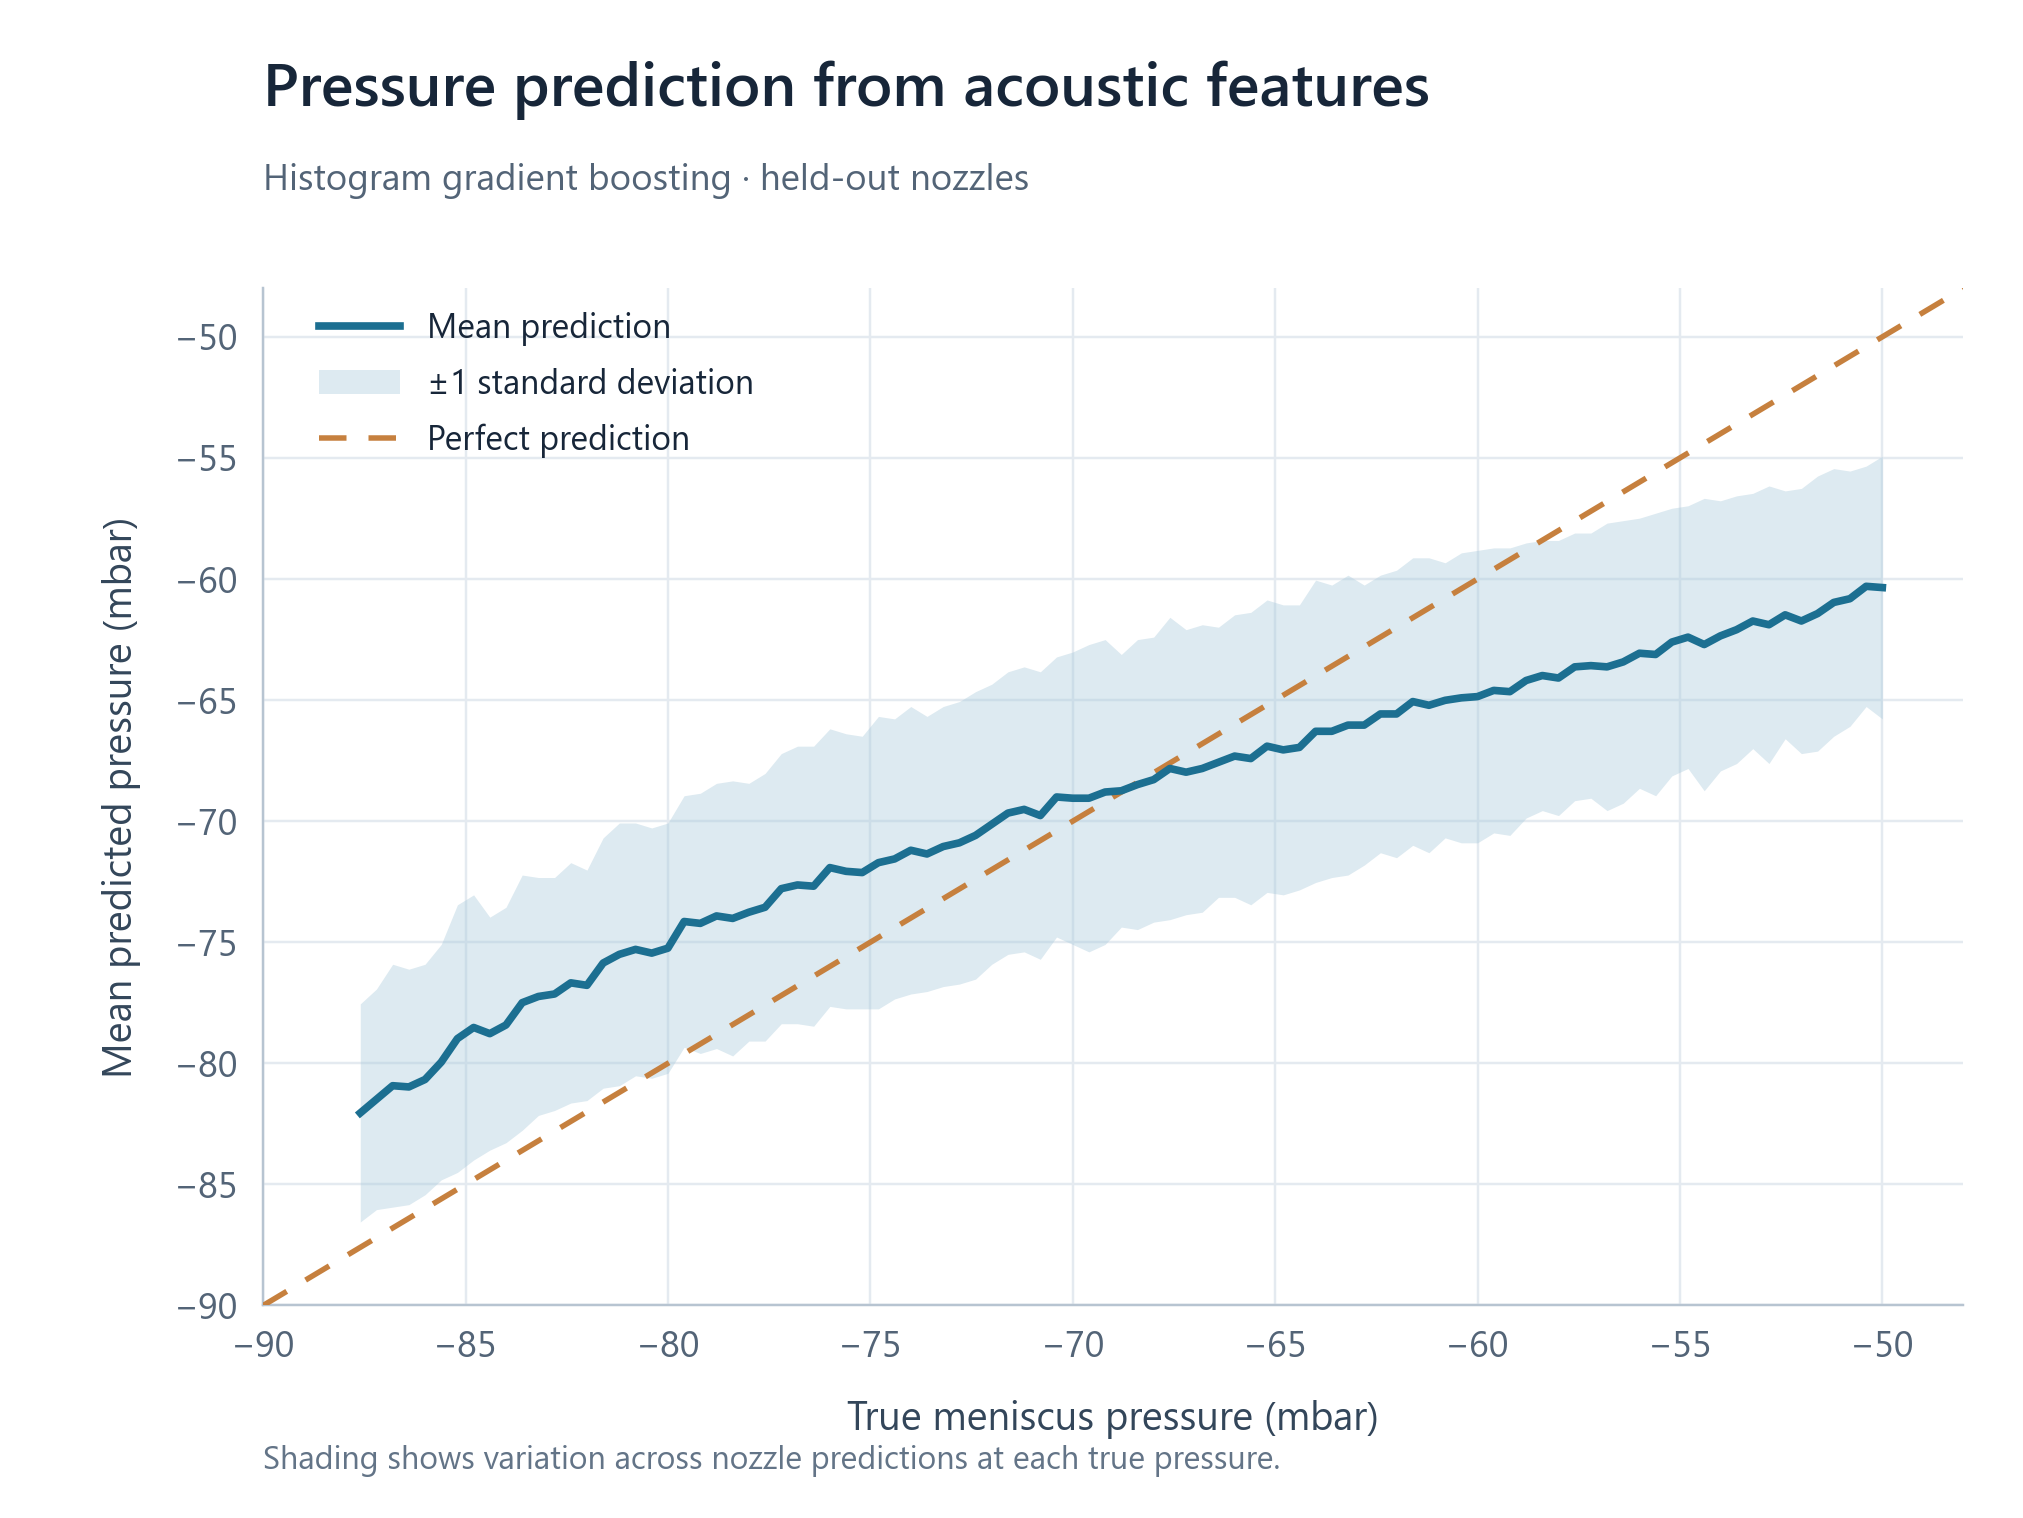 Pressure prediction from acoustic features
Histogram gradient boosting · held-out nozzles
Mean prediction
±1 standard deviation
Perfect prediction
Mean predicted pressure (mbar)
−50
−55
−60
−65
−70
−75
−80
−85
−90
−90 −85 −80 −75 −70 −65 −60 −55 −50
True meniscus pressure (mbar)
Shading shows variation across nozzle predictions at each true pressure.